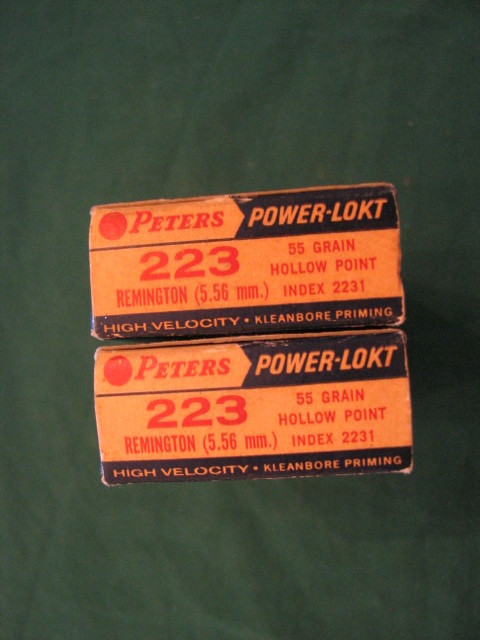 PETERS POWER-LOKT
223 55 GRAIN
HOLLOW POINT
REMINGTON (5.56 mm.) INDEX 2231
HIGH VELOCITY • KLEANBORE PRIMING
PETERS POWER-LOKT
223 55 GRAIN
HOLLOW POINT
REMINGTON (5.56 mm.) INDEX 2231
HIGH VELOCITY • KLEANBORE PRIMING